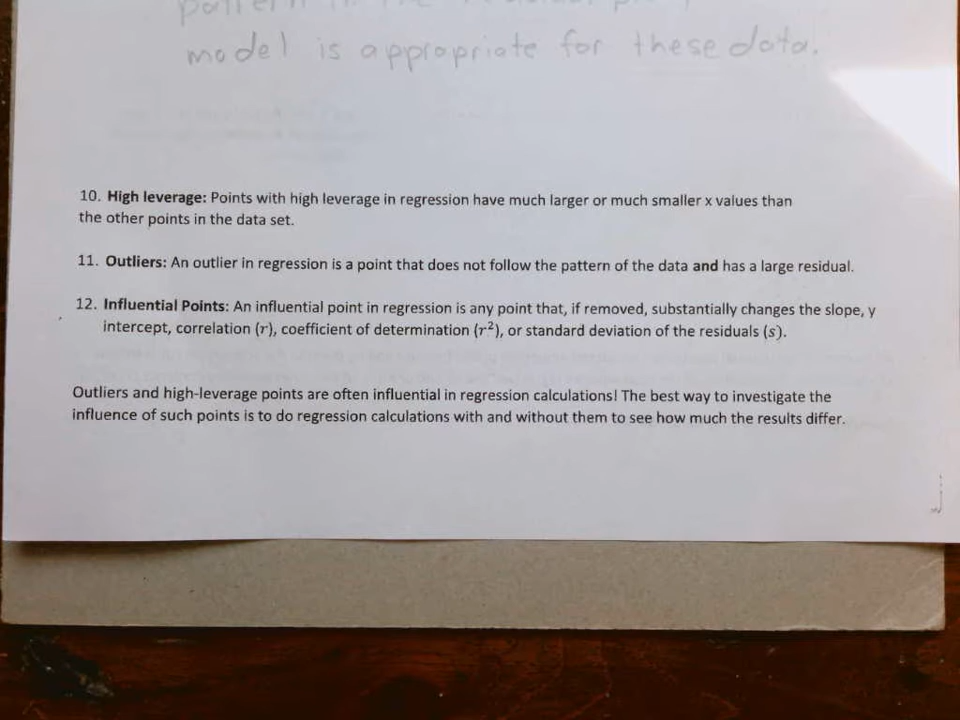 model is appropriate for these data.
10. High leverage: Points with high leverage in regression have much larger or much smaller x values than
the other points in the data set.
11. Outliers: An outlier in regression is a point that does not follow the pattern of the data and has a large residual.
12. Influential Points: An influential point in regression is any point that, if removed, substantially changes the slope, y
intercept, correlation (r), coefficient of determination (r²), or standard deviation of the residuals (s).
Outliers and high-leverage points are often influential in regression calculations! The best way to investigate the
influence of such points is to do regression calculations with and without them to see how much the results differ.